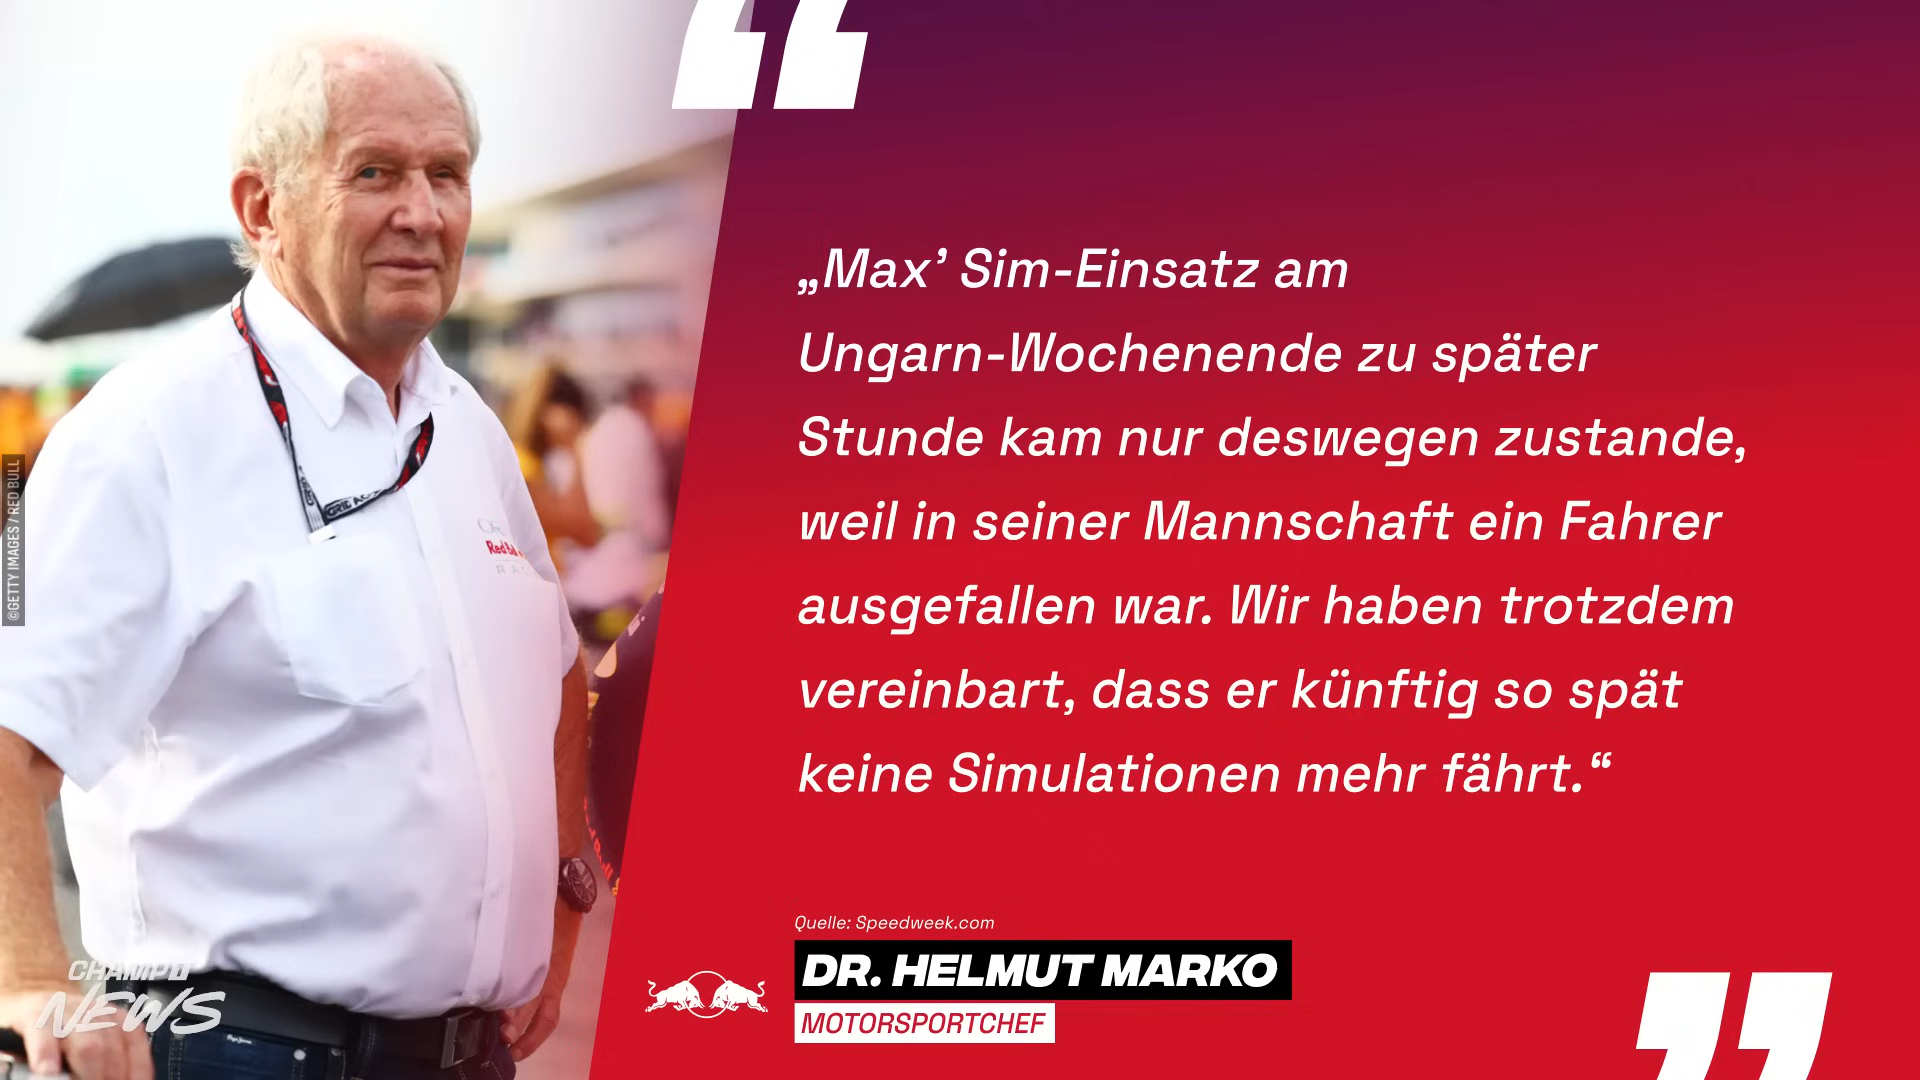 „Max’ Sim-Einsatz am
Ungarn-Wochenende zu später
Stunde kam nur deswegen zustande,
weil in seiner Mannschaft ein Fahrer
ausgefallen war. Wir haben trotzdem
vereinbart, dass er künftig so spät
keine Simulationen mehr fährt.“
Quelle: Speedweek.com
DR. HELMUT MARKO
MOTORSPORTCHEF
©GETTY IMAGES / RED BULL
CHAMP1
NEWS